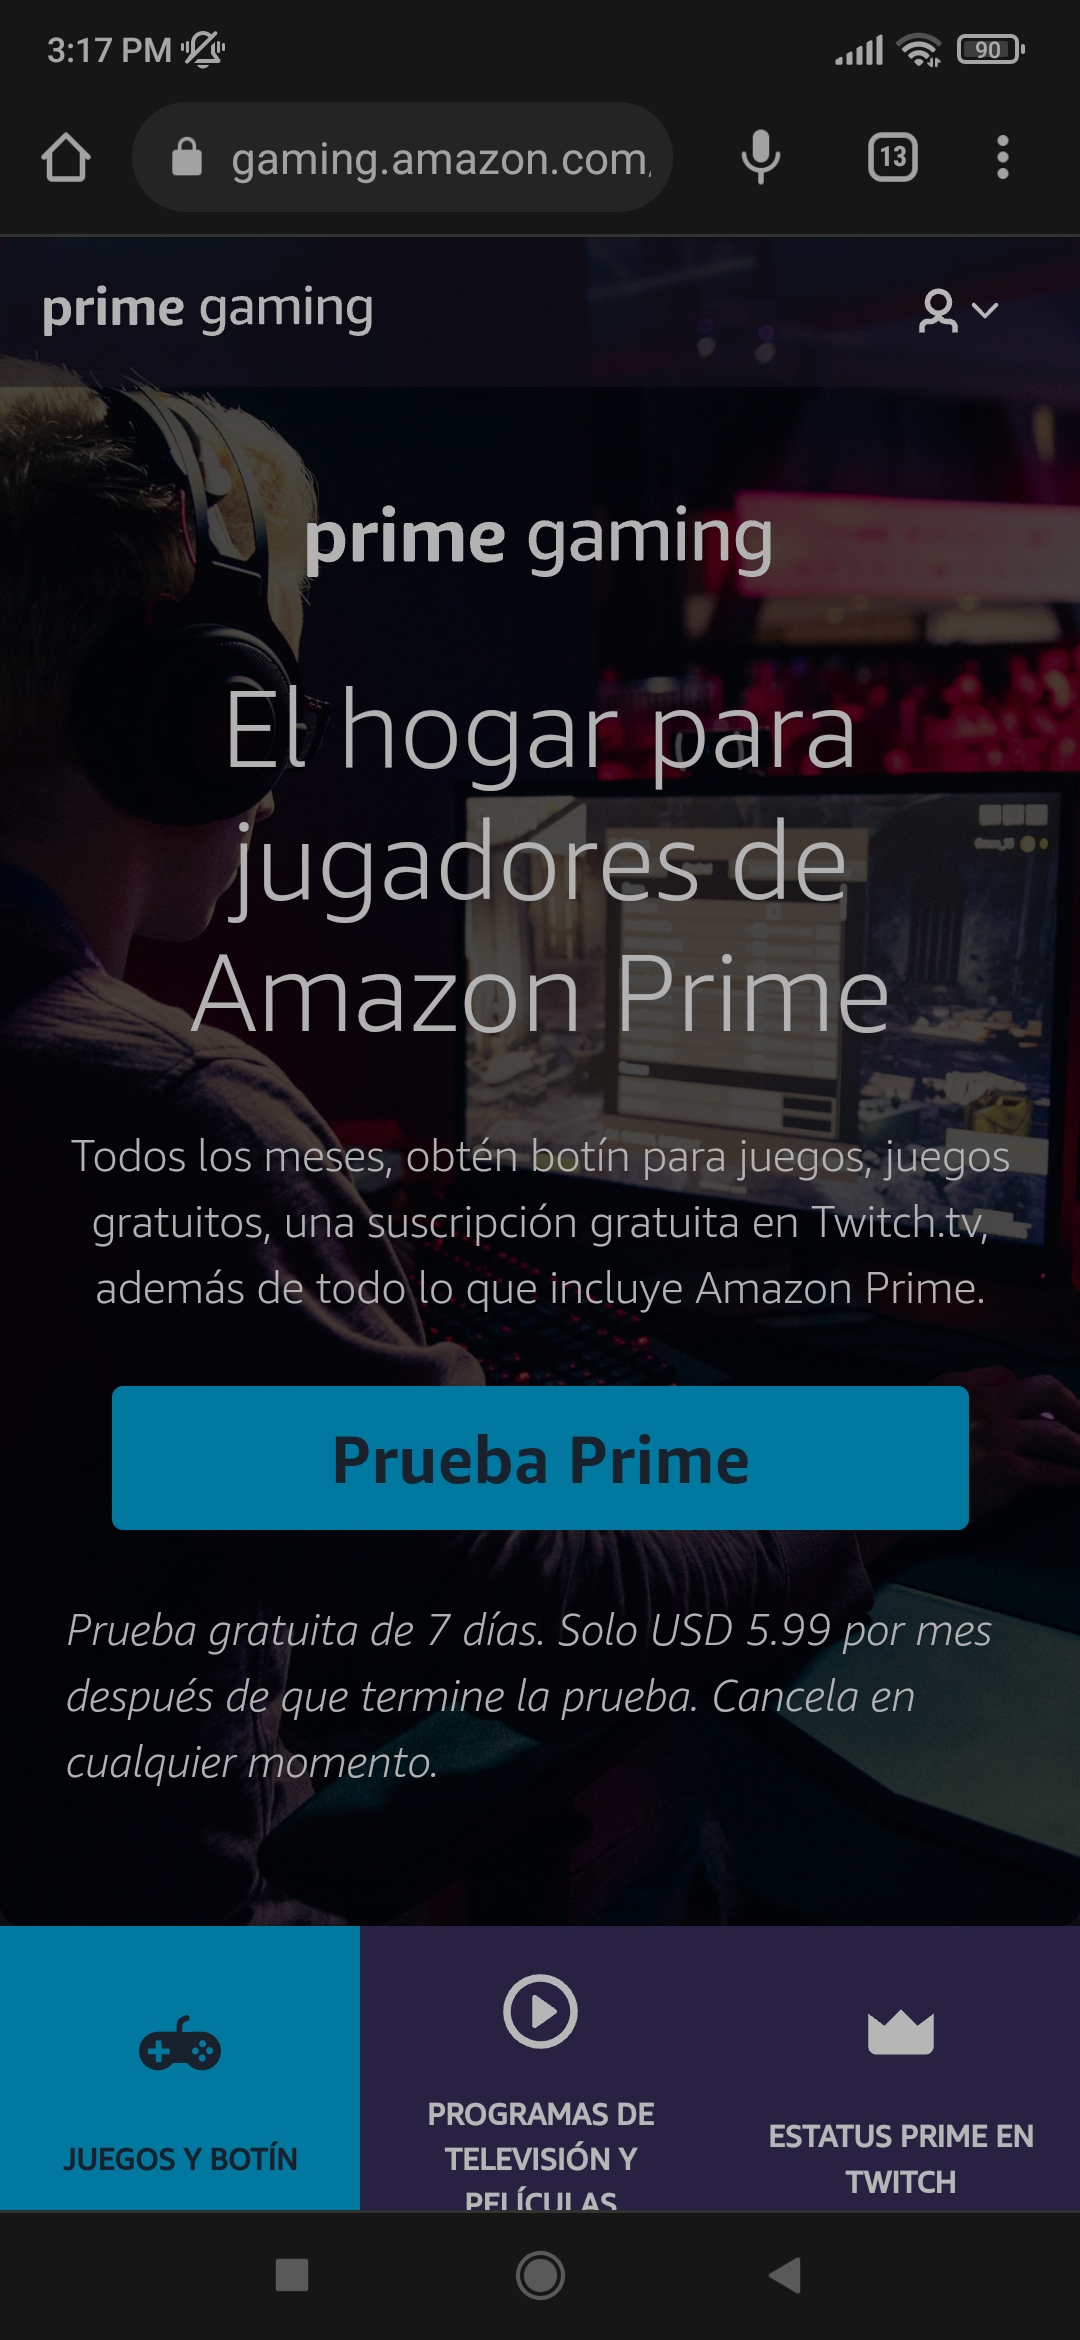 3:17 PM
90
gaming.amazon.com
13
prime gaming
prime gaming
El hogar para
jugadores de
Amazon Prime
Todos los meses, obtén botín para juegos, juegos
gratuitos, una suscripción gratuita en Twitch.tv,
además de todo lo que incluye Amazon Prime.
Prueba Prime
Prueba gratuita de 7 días. Solo USD 5.99 por mes
después de que termine la prueba. Cancela en
cualquier momento.
JUEGOS Y BOTÍN
PROGRAMAS DE
TELEVISIÓN Y
PELÍCULAS
ESTATUS PRIME EN
TWITCH